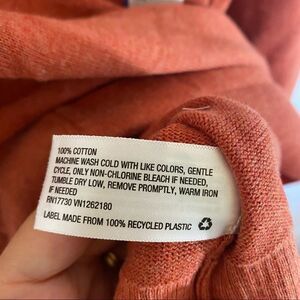 100% COTTON
MACHINE WASH COLD WITH LIKE COLORS, GENTLE
CYCLE, ONLY NON-CHLORINE BLEACH IF NEEDED,
TUMBLE DRY LOW, REMOVE PROMPTLY, WARM IRON
IF NEEDED
RN17730 VN1262180
LABEL MADE FROM 100% RECYCLED PLASTIC